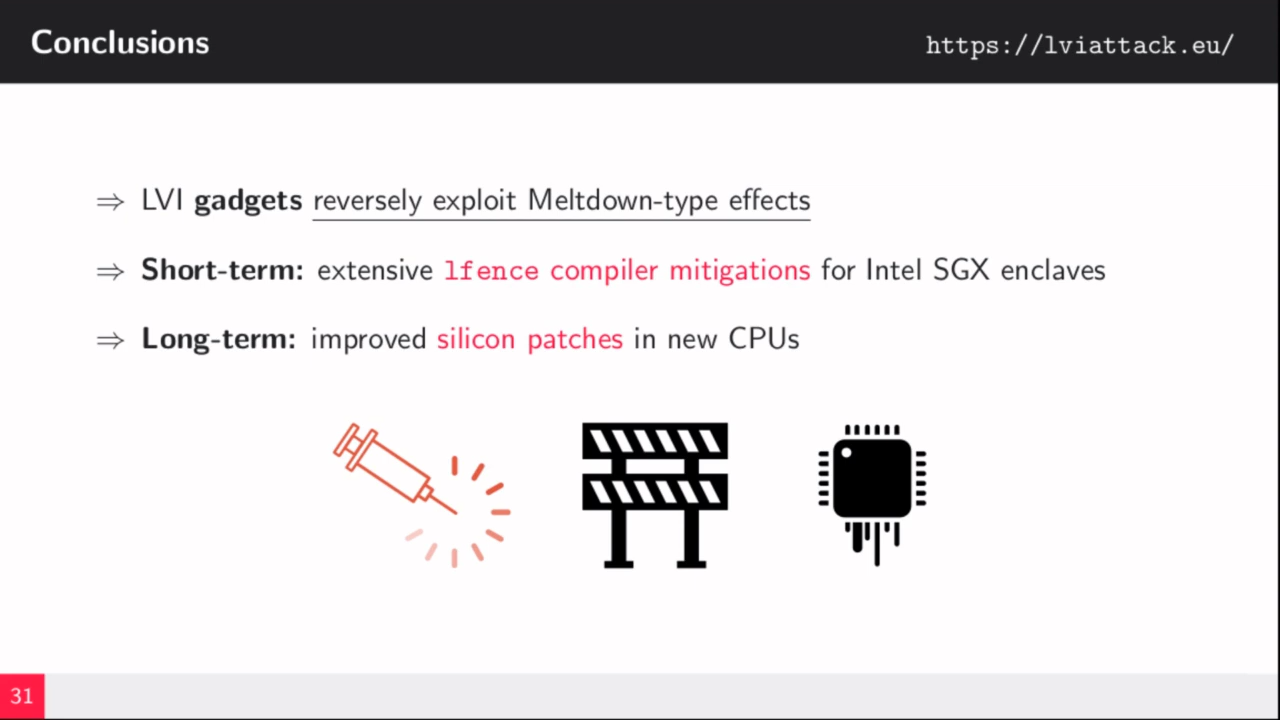 Conclusions
https://lviattack.eu/
⇒ LVI gadgets reversely exploit Meltdown-type effects
⇒ Short-term: extensive lfence compiler mitigations for Intel SGX enclaves
⇒ Long-term: improved silicon patches in new CPUs
31